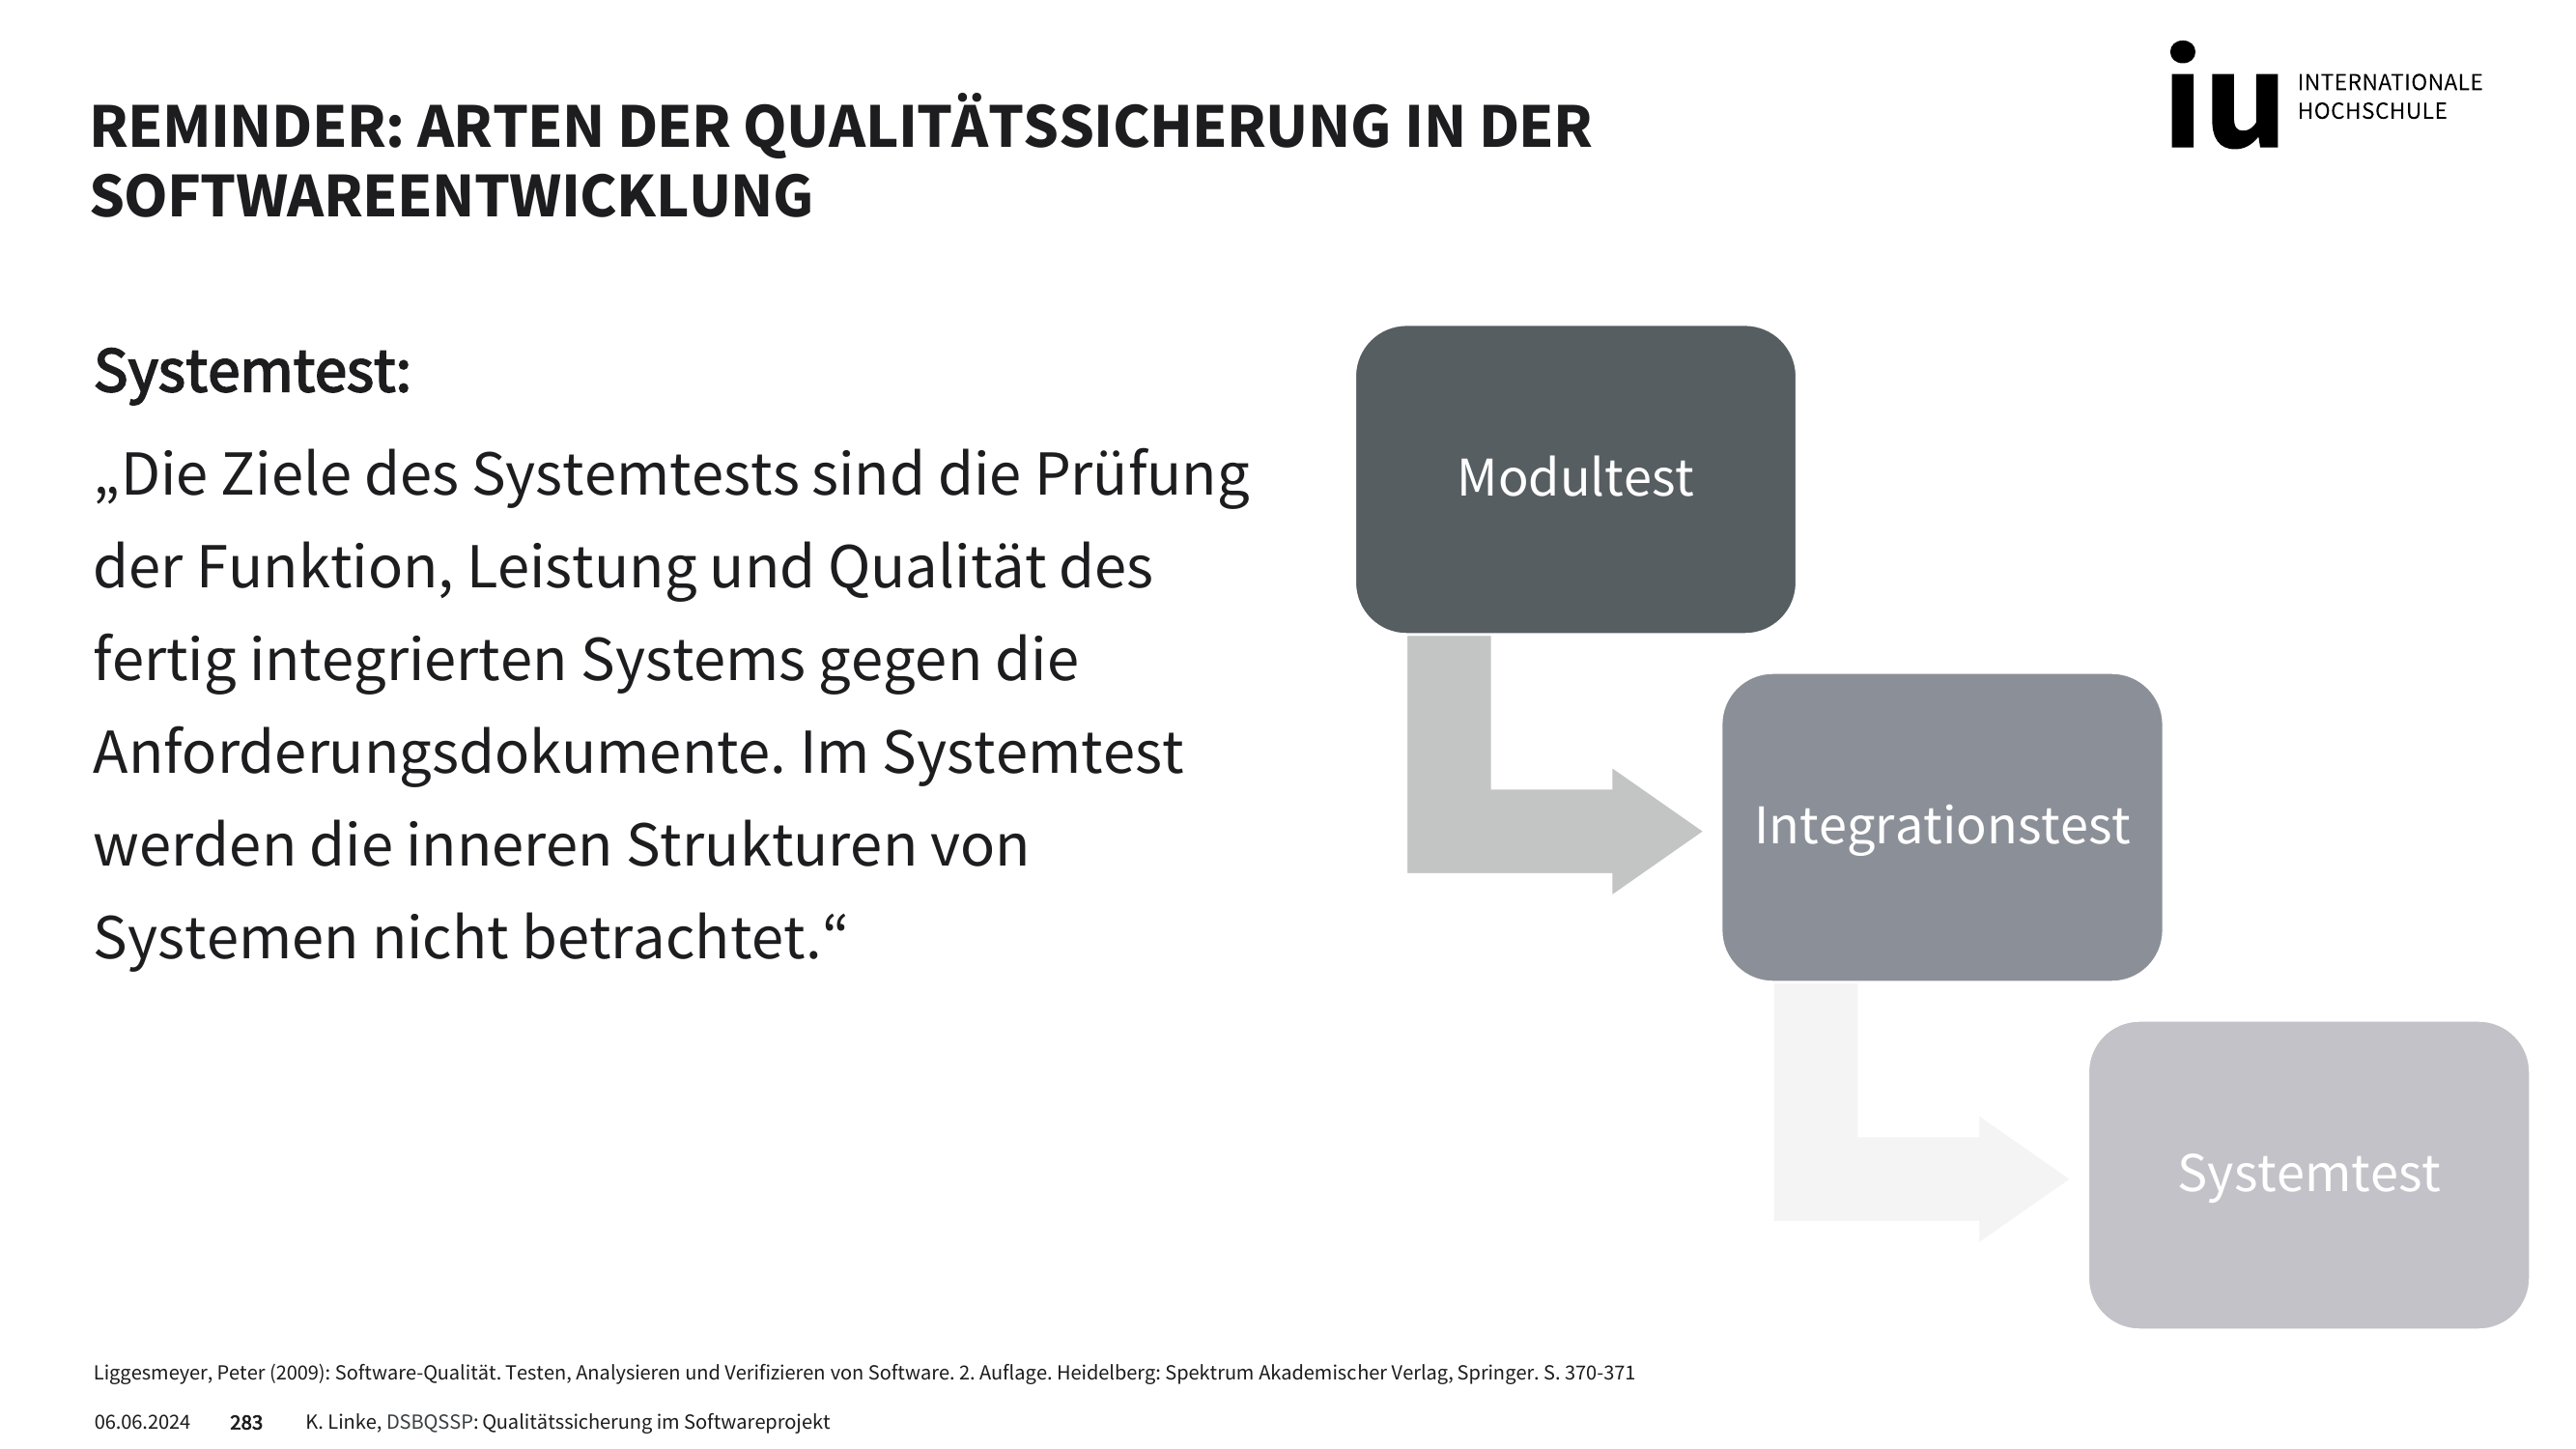 REMINDER: ARTEN DER QUALITÄTSSICHERUNG IN DER
SOFTWAREENTWICKLUNG
iu INTERNATIONALE
HOCHSCHULE
Systemtest:
„Die Ziele des Systemtests sind die Prüfung
der Funktion, Leistung und Qualität des
fertig integrierten Systems gegen die
Anforderungsdokumente. Im Systemtest
werden die inneren Strukturen von
Systemen nicht betrachtet.“
Modultest
Integrationstest
Systemtest
Liggesmeyer, Peter (2009): Software-Qualität. Testen, Analysieren und Verifizieren von Software. 2. Auflage. Heidelberg: Spektrum Akademischer Verlag, Springer. S. 370-371
06.06.2024 283 K. Linke, DSBQSSP: Qualitätssicherung im Softwareprojekt